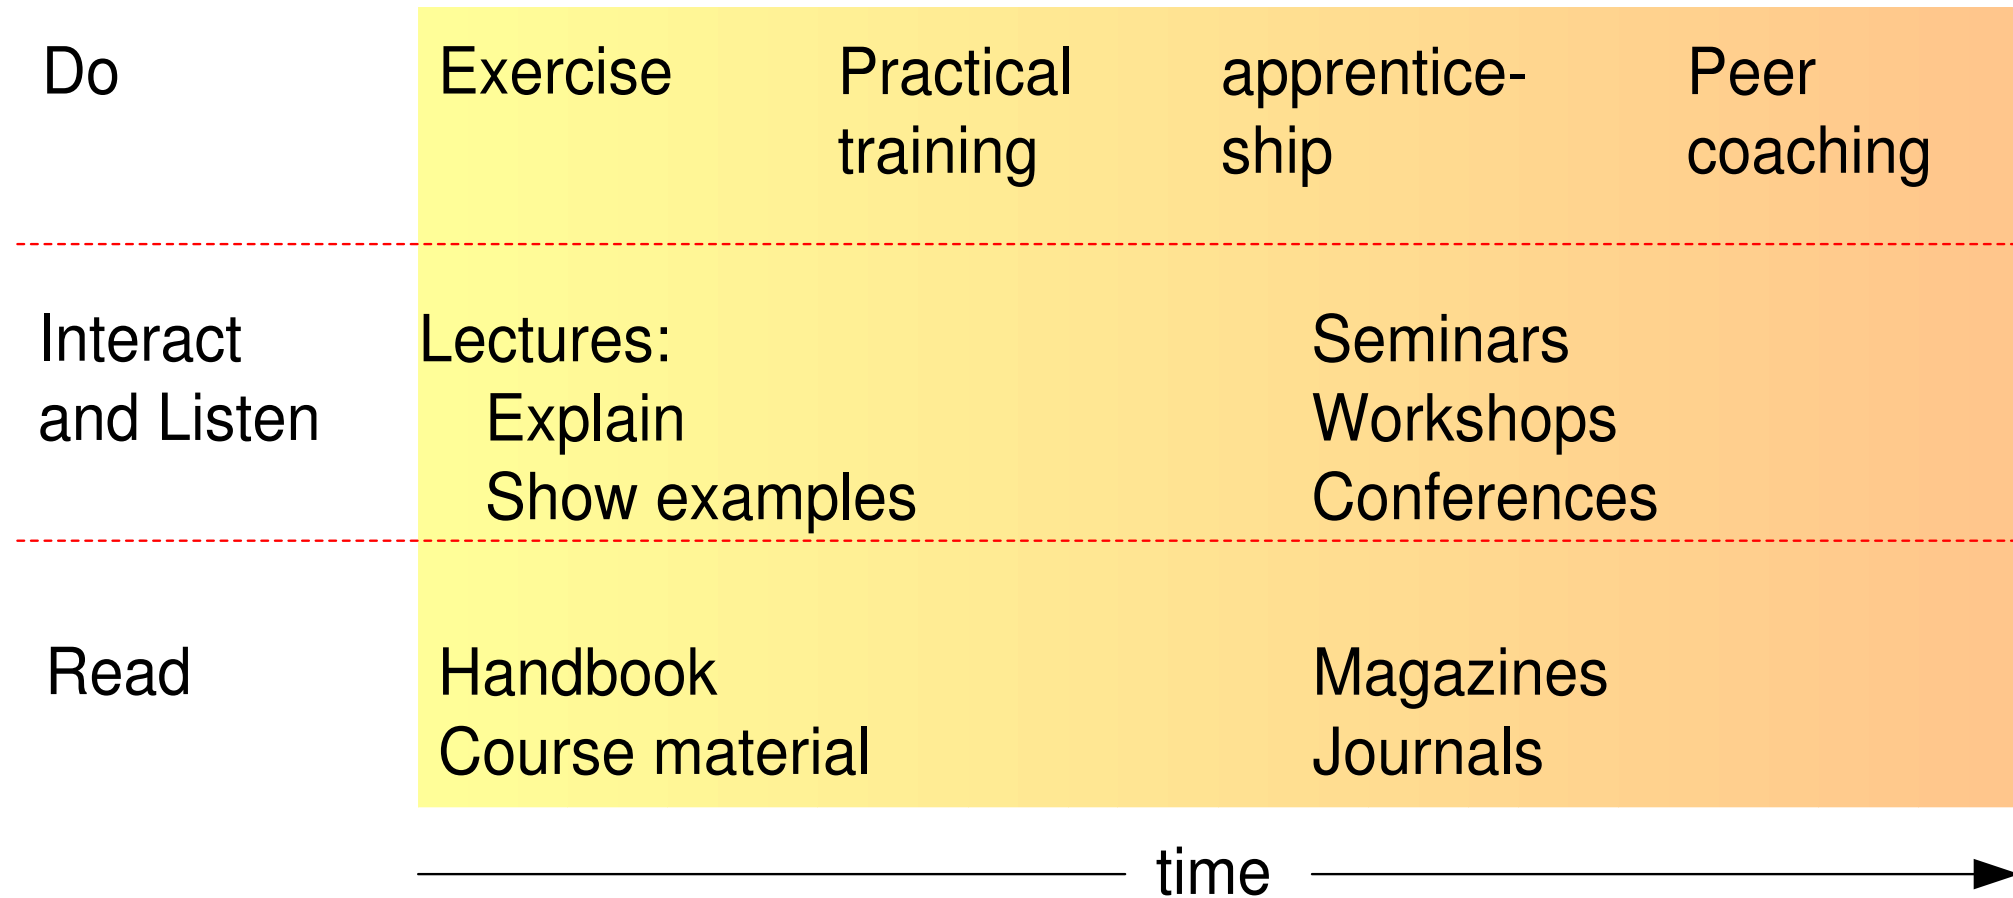 Do
Exercise
Practical
training
apprentice-
ship
Peer
coaching
Interact
and Listen
Lectures:
Explain
Show examples
Seminars
Workshops
Conferences
Read
Handbook
Course material
Magazines
Journals
time